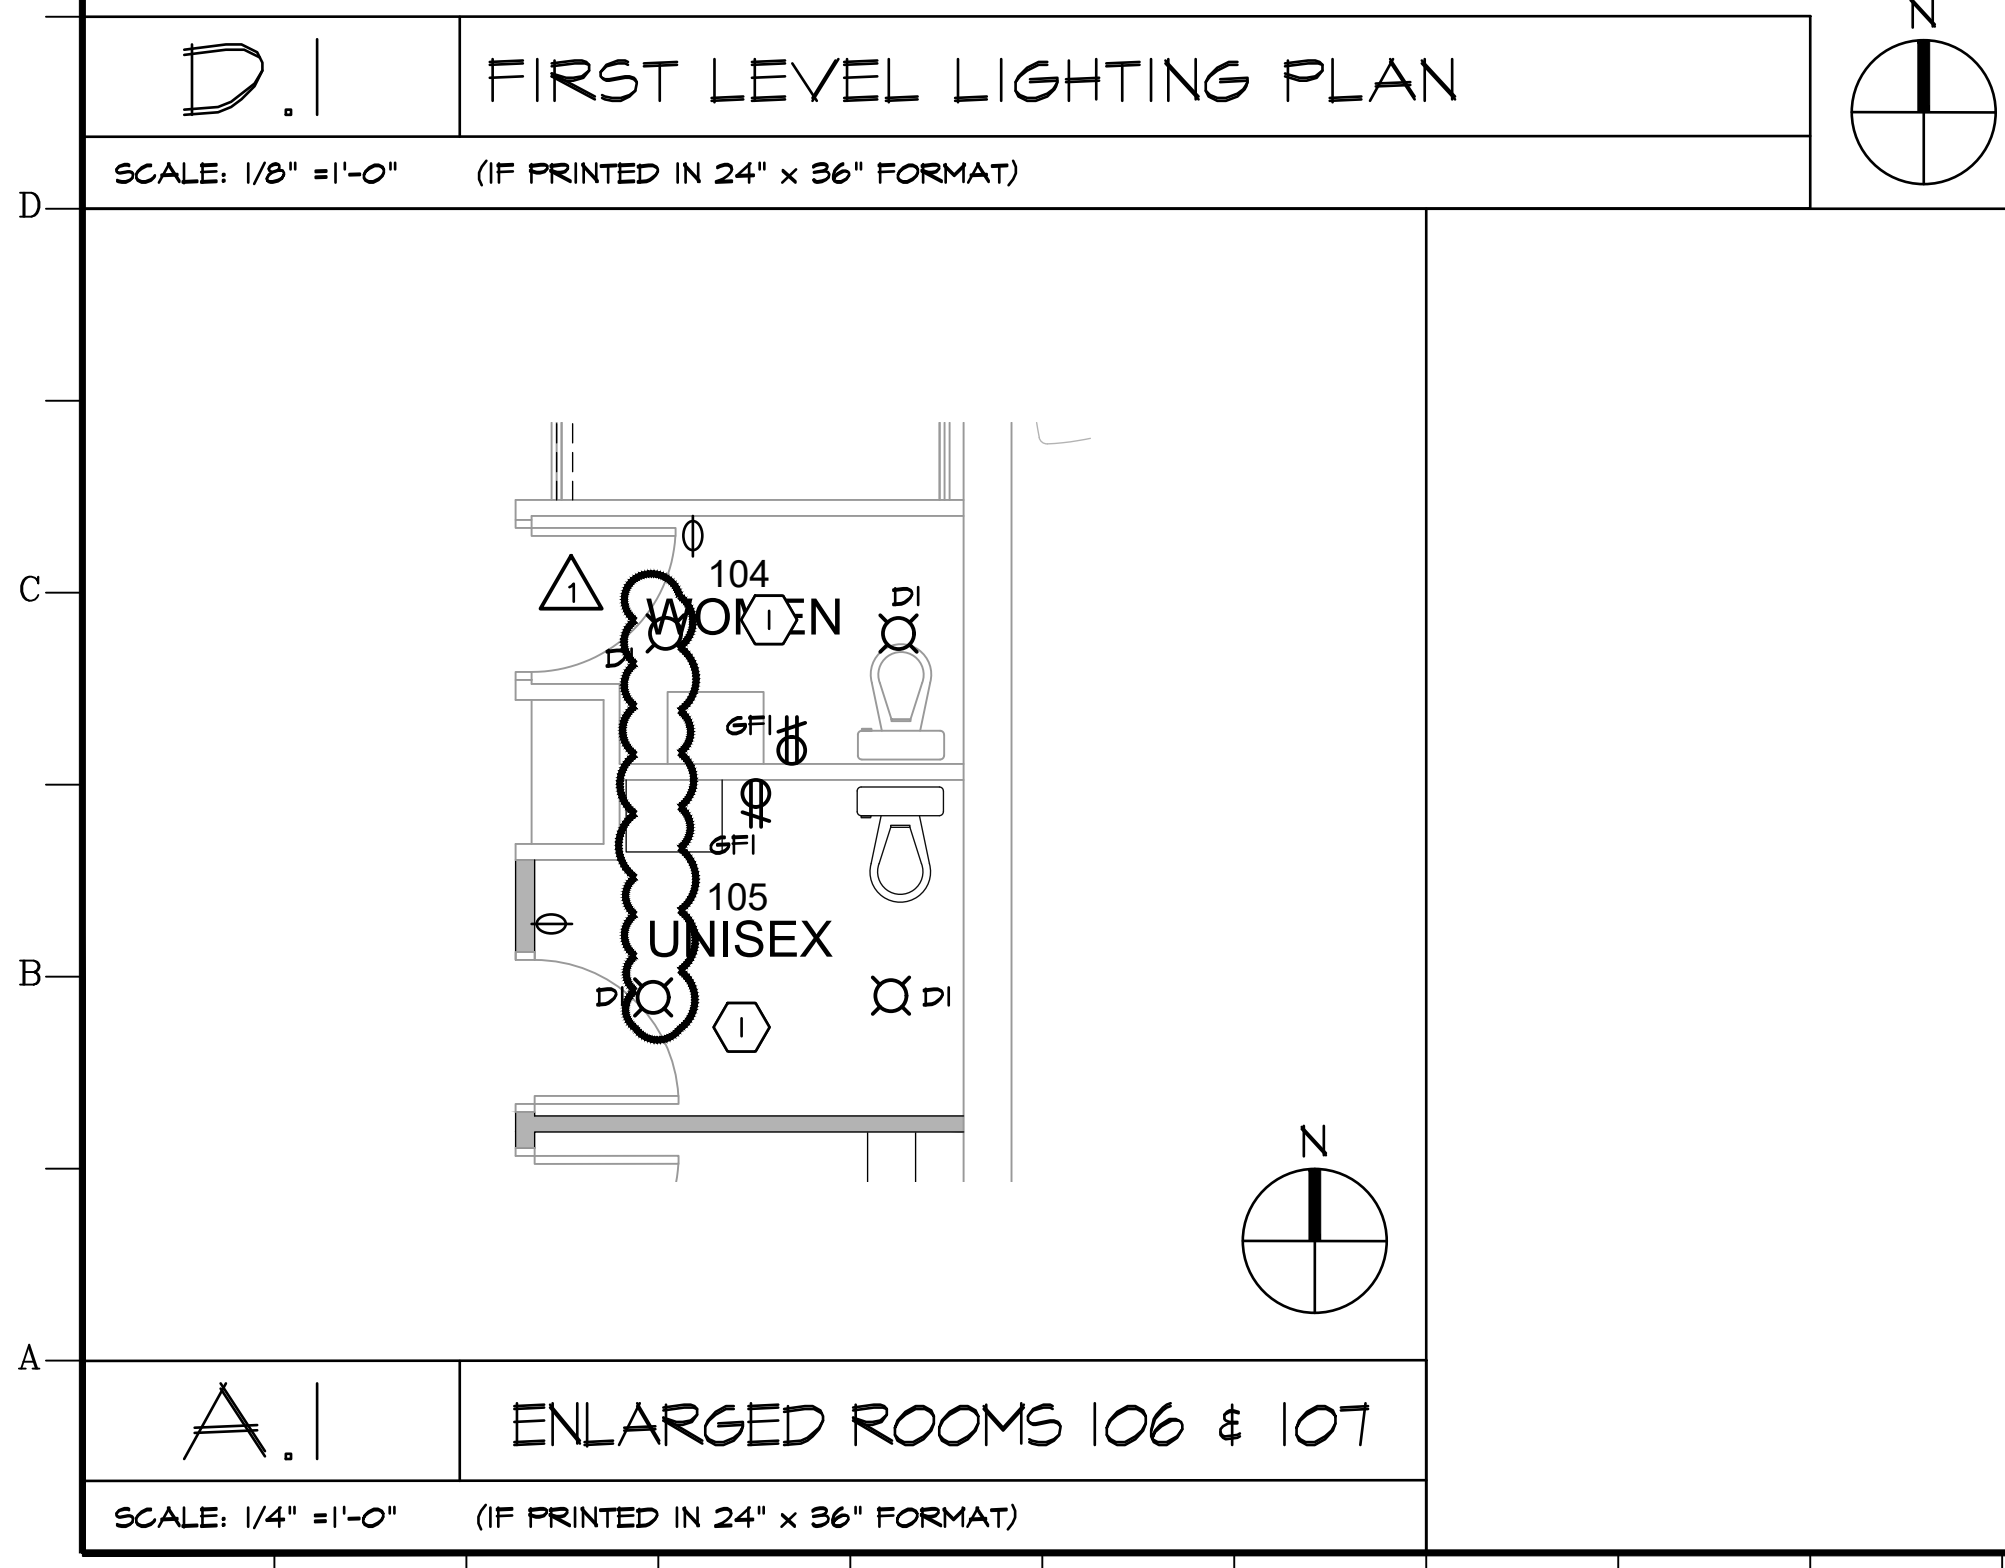 N
D.1
FIRST LEVEL LIGHTING PLAN
SCALE: 1/8" =1'-0"
(IF PRINTED IN 24" x 36" FORMAT)
D
C
B
A
1
104
WOMEN
1
D1
D1
GFI
GFI
105
UNISEX
D1
D1
1
N
A.1
ENLARGED ROOMS 106 & 107
SCALE: 1/4" =1'-0"
(IF PRINTED IN 24" x 36" FORMAT)